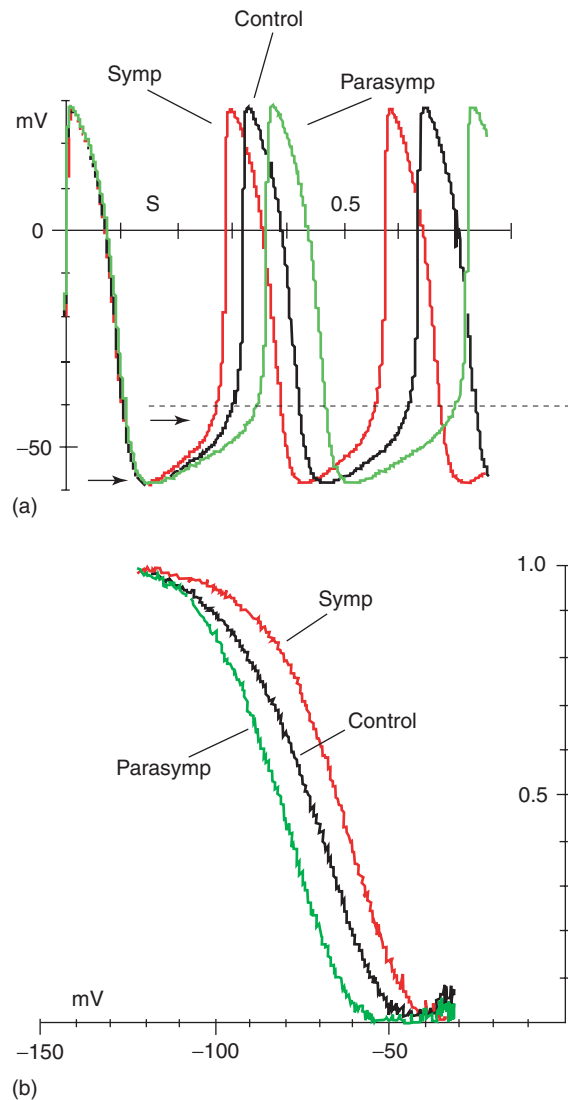 Control
Symp
Parasymp
mV
S
0.5
0
–50
(a)
1.0
Symp
Control
Parasymp
0.5
mV
–150
–100
–50
(b)